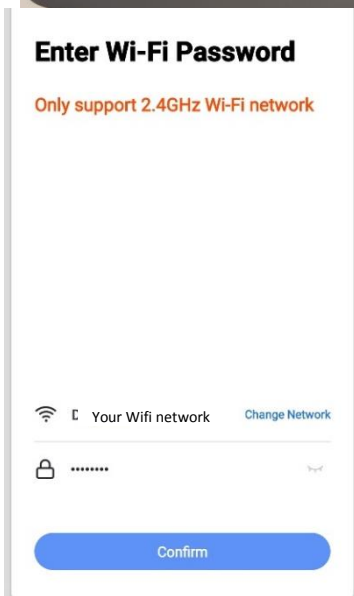 Enter Wi-Fi Password
Only support 2.4GHz Wi-Fi network
Your Wifi network Change Network
••••••••
Confirm